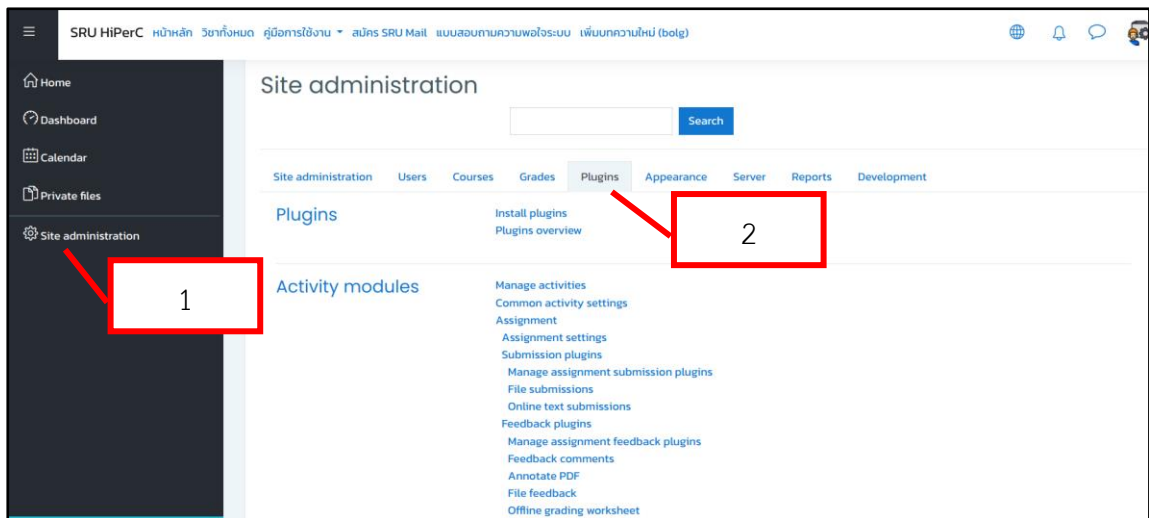 SRU HiPerC หน้าหลัก วิชาทั้งหมด คู่มือการใช้งาน สมัคร SRU Mail แบบสอบถามความพอใจระบบ เพิ่มบทความใหม่ (bolg)
Home
Dashboard
Calendar
Private files
Site administration
1
Site administration
Search
Site administration Users Courses Grades Plugins Appearance Server Reports Development
2
Plugins
Install plugins
Plugins overview
Activity modules
Manage activities
Common activity settings
Assignment
Assignment settings
Submission plugins
Manage assignment submission plugins
File submissions
Online text submissions
Feedback plugins
Manage assignment feedback plugins
Feedback comments
Annotate PDF
File feedback
Offline grading worksheet